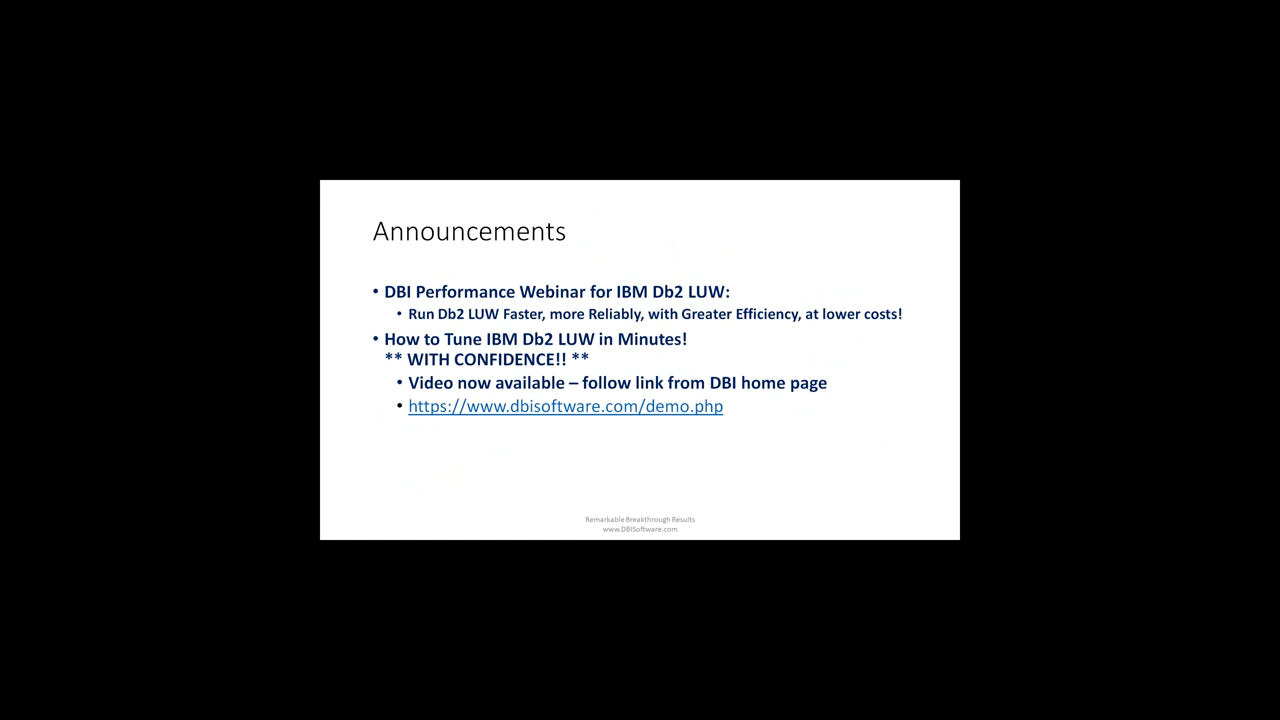 Announcements
• DBI Performance Webinar for IBM Db2 LUW:
• Run Db2 LUW Faster, more Reliably, with Greater Efficiency, at lower costs!
• How to Tune IBM Db2 LUW in Minutes!
** WITH CONFIDENCE!! **
• Video now available – follow link from DBI home page
• https://www.dbisoftware.com/demo.php
Remarkable Breakthrough Results
www.DBISoftware.com